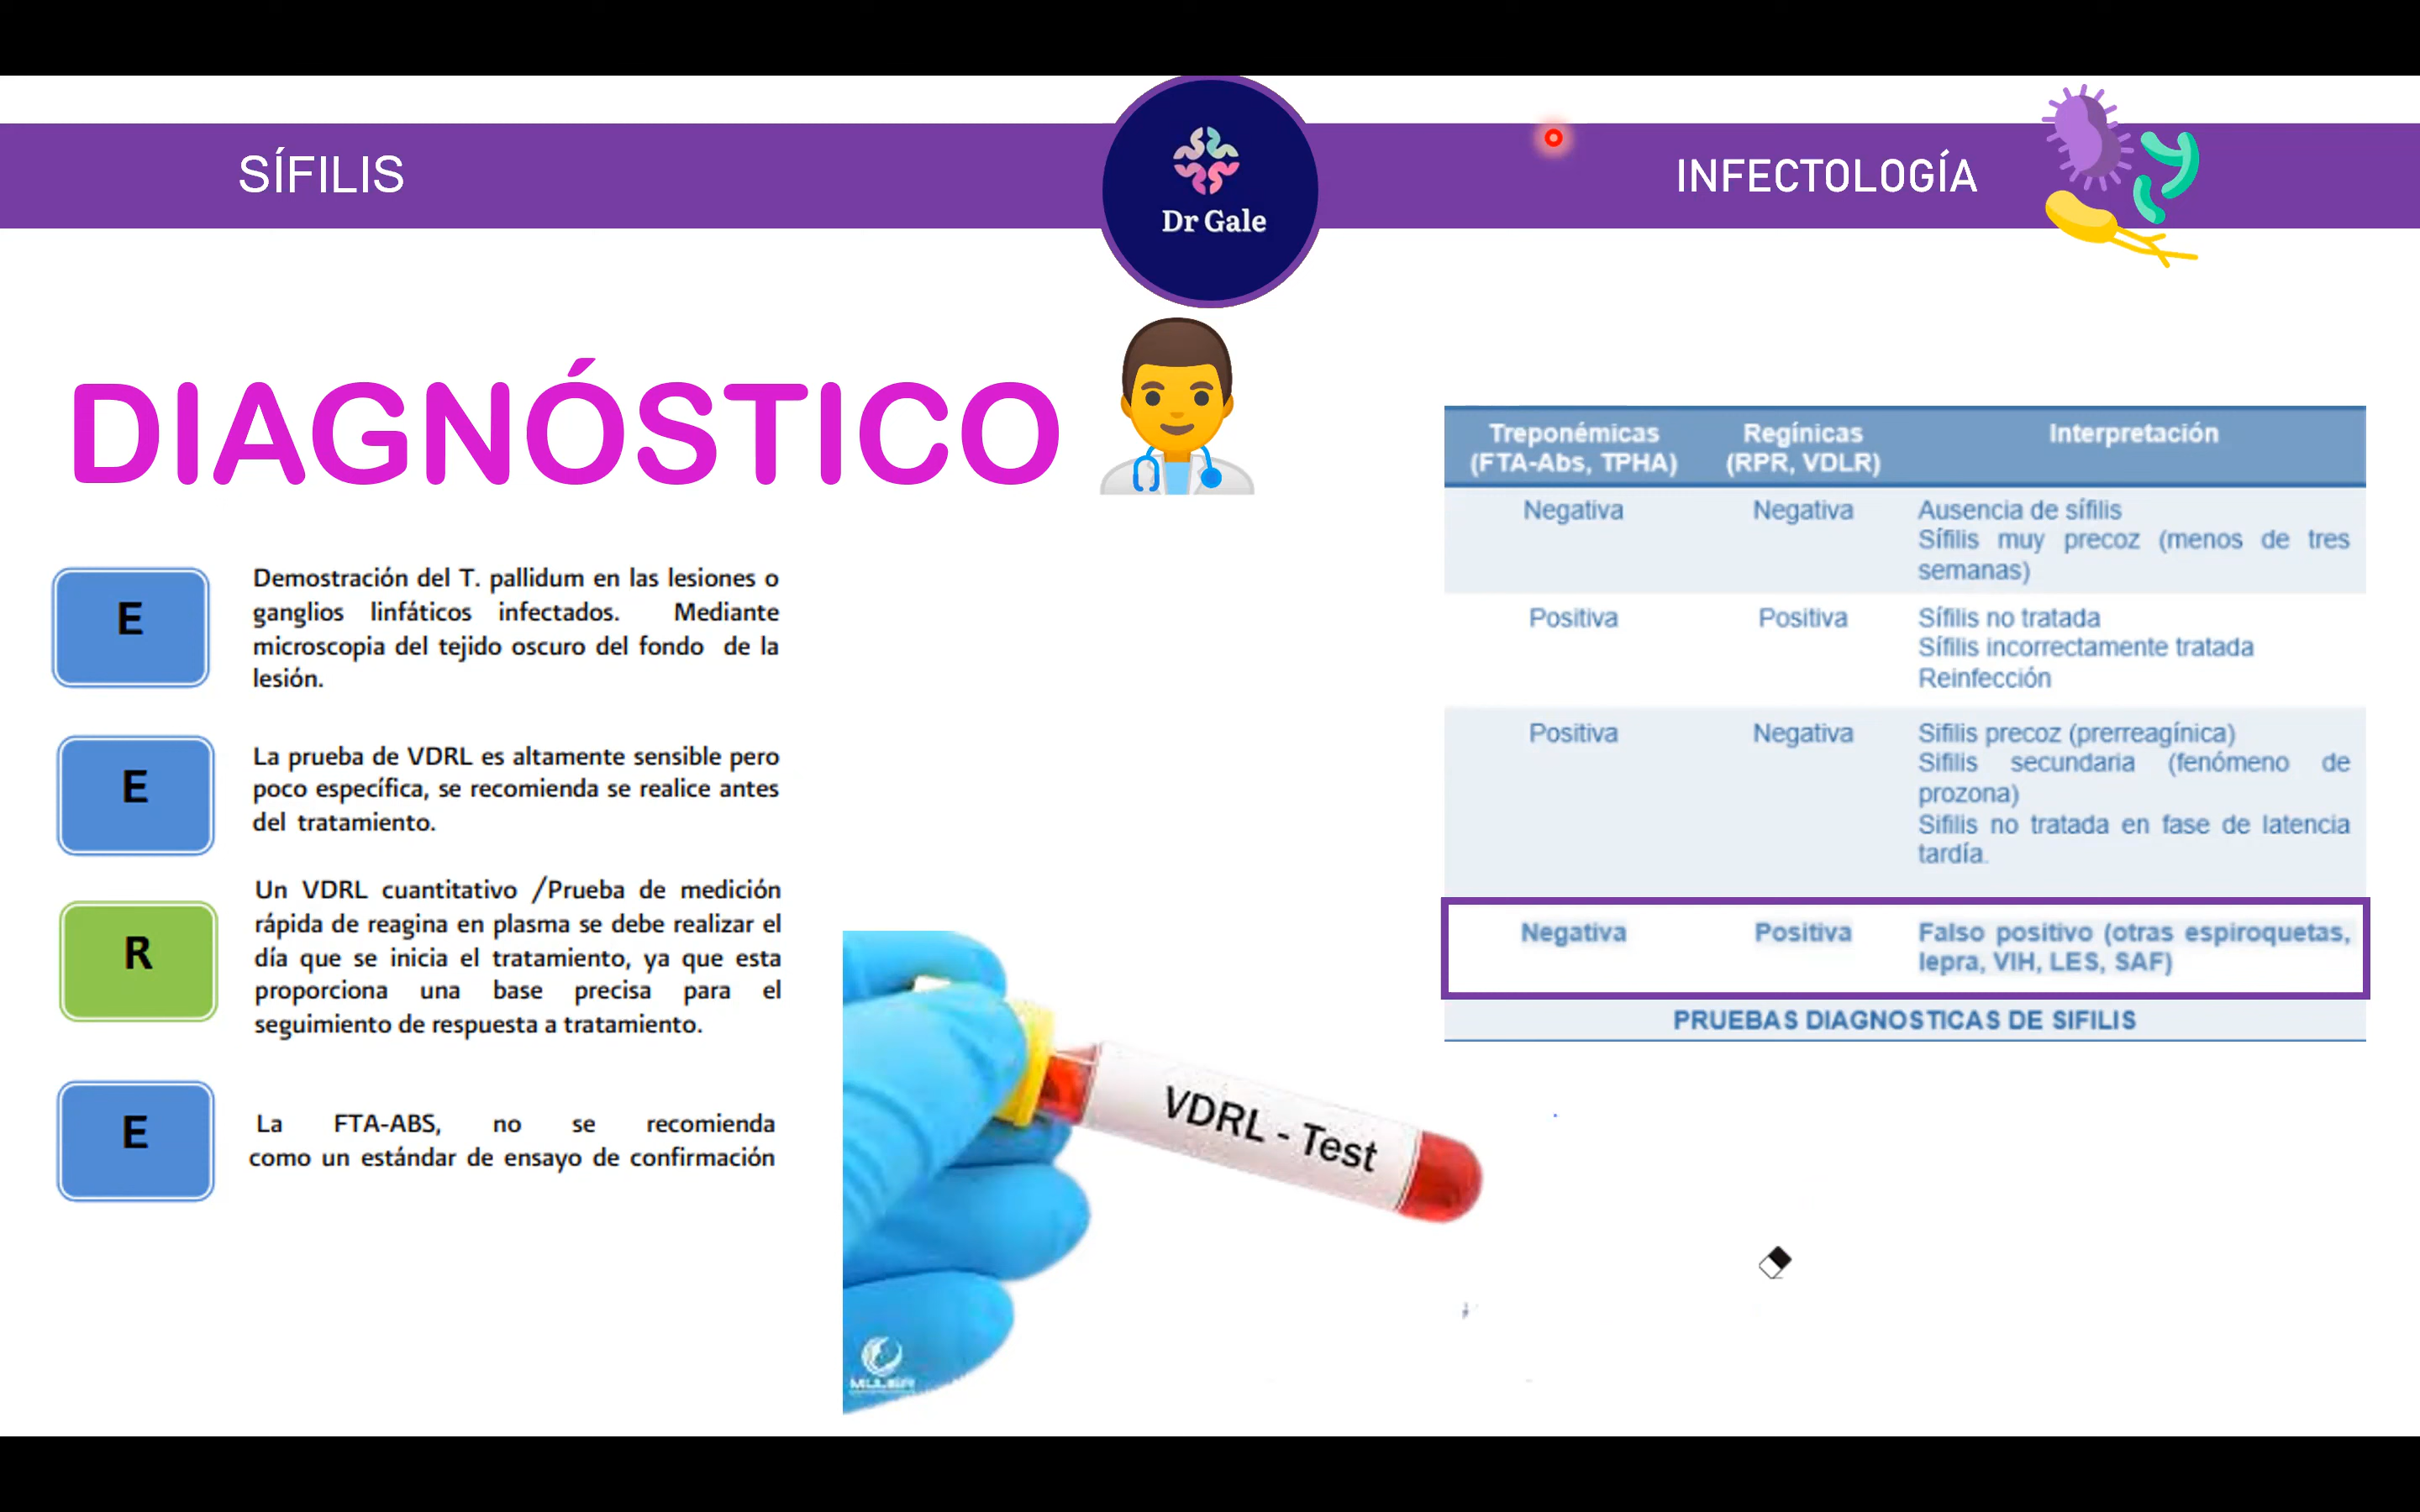 SÍFILIS
Dr Gale
INFECTOLOGÍA
DIAGNÓSTICO
E
Demostración del T. pallidum en las lesiones o
ganglios linfáticos infectados. Mediante
microscopia del tejido oscuro del fondo de la
lesión.
E
La prueba de VDRL es altamente sensible pero
poco específica, se recomienda se realice antes
del tratamiento.
R
Un VDRL cuantitativo /Prueba de medición
rápida de reagina en plasma se debe realizar el
día que se inicia el tratamiento, ya que esta
proporciona una base precisa para el
seguimiento de respuesta a tratamiento.
E
La FTA-ABS, no se recomienda
como un estándar de ensayo de confirmación
VDRL - Test
MULER
Treponémicas Regínicas Interpretación
(FTA-Abs, TPHA) (RPR, VDLR)
Negativa Negativa Ausencia de sífilis
Sífilis muy precoz (menos de tres
semanas)
Positiva Positiva Sífilis no tratada
Sífilis incorrectamente tratada
Reinfección
Positiva Negativa Sifilis precoz (prerreagínica)
Sifilis secundaria (fenómeno de
prozona)
Sifilis no tratada en fase de latencia
tardía.
Negativa Positiva Falso positivo (otras espiroquetas,
lepra, VIH, LES, SAF)
PRUEBAS DIAGNOSTICAS DE SIFILIS